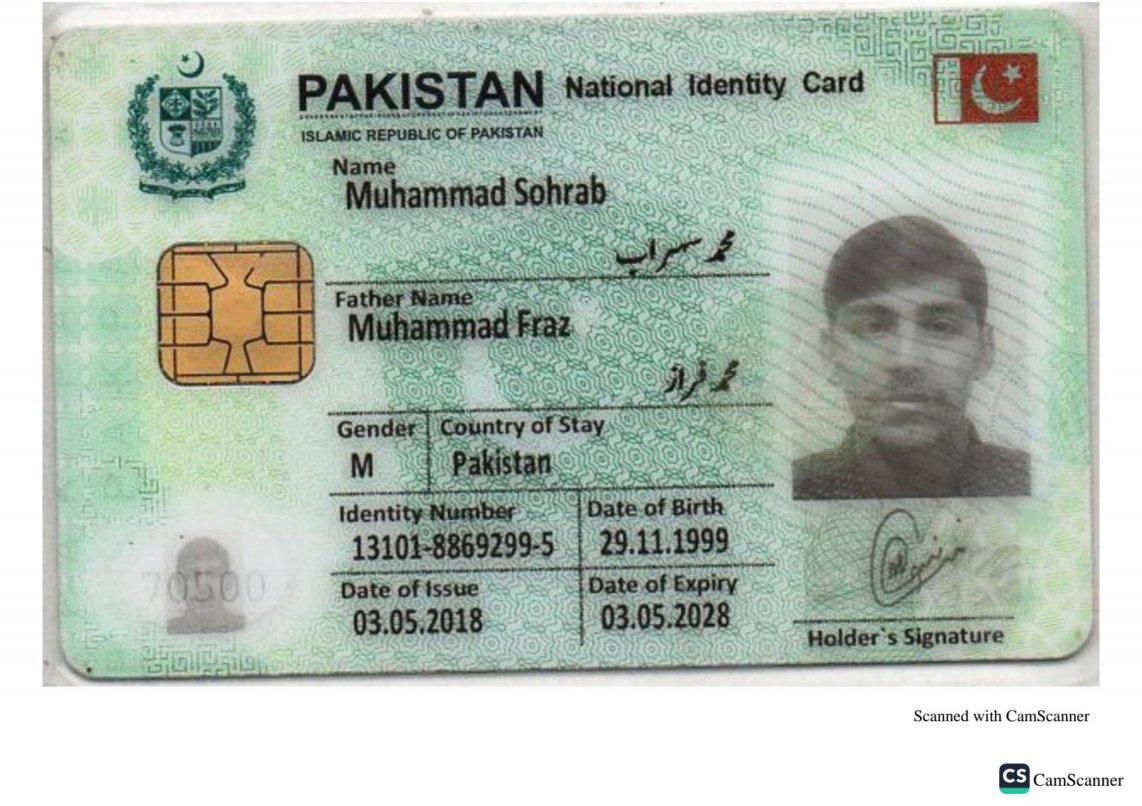 PAKISTAN National Identity Card
ISLAMIC REPUBLIC OF PAKISTAN
Name
Muhammad Sohrab
محمد سہراب
Father Name
Muhammad Fraz
محمد فراز
Gender Country of Stay
M Pakistan
Identity Number Date of Birth
13101-8869299-5 29.11.1999
Date of Issue Date of Expiry
03.05.2018 03.05.2028
70500
Holder`s Signature
Scanned with CamScanner
CS CamScanner